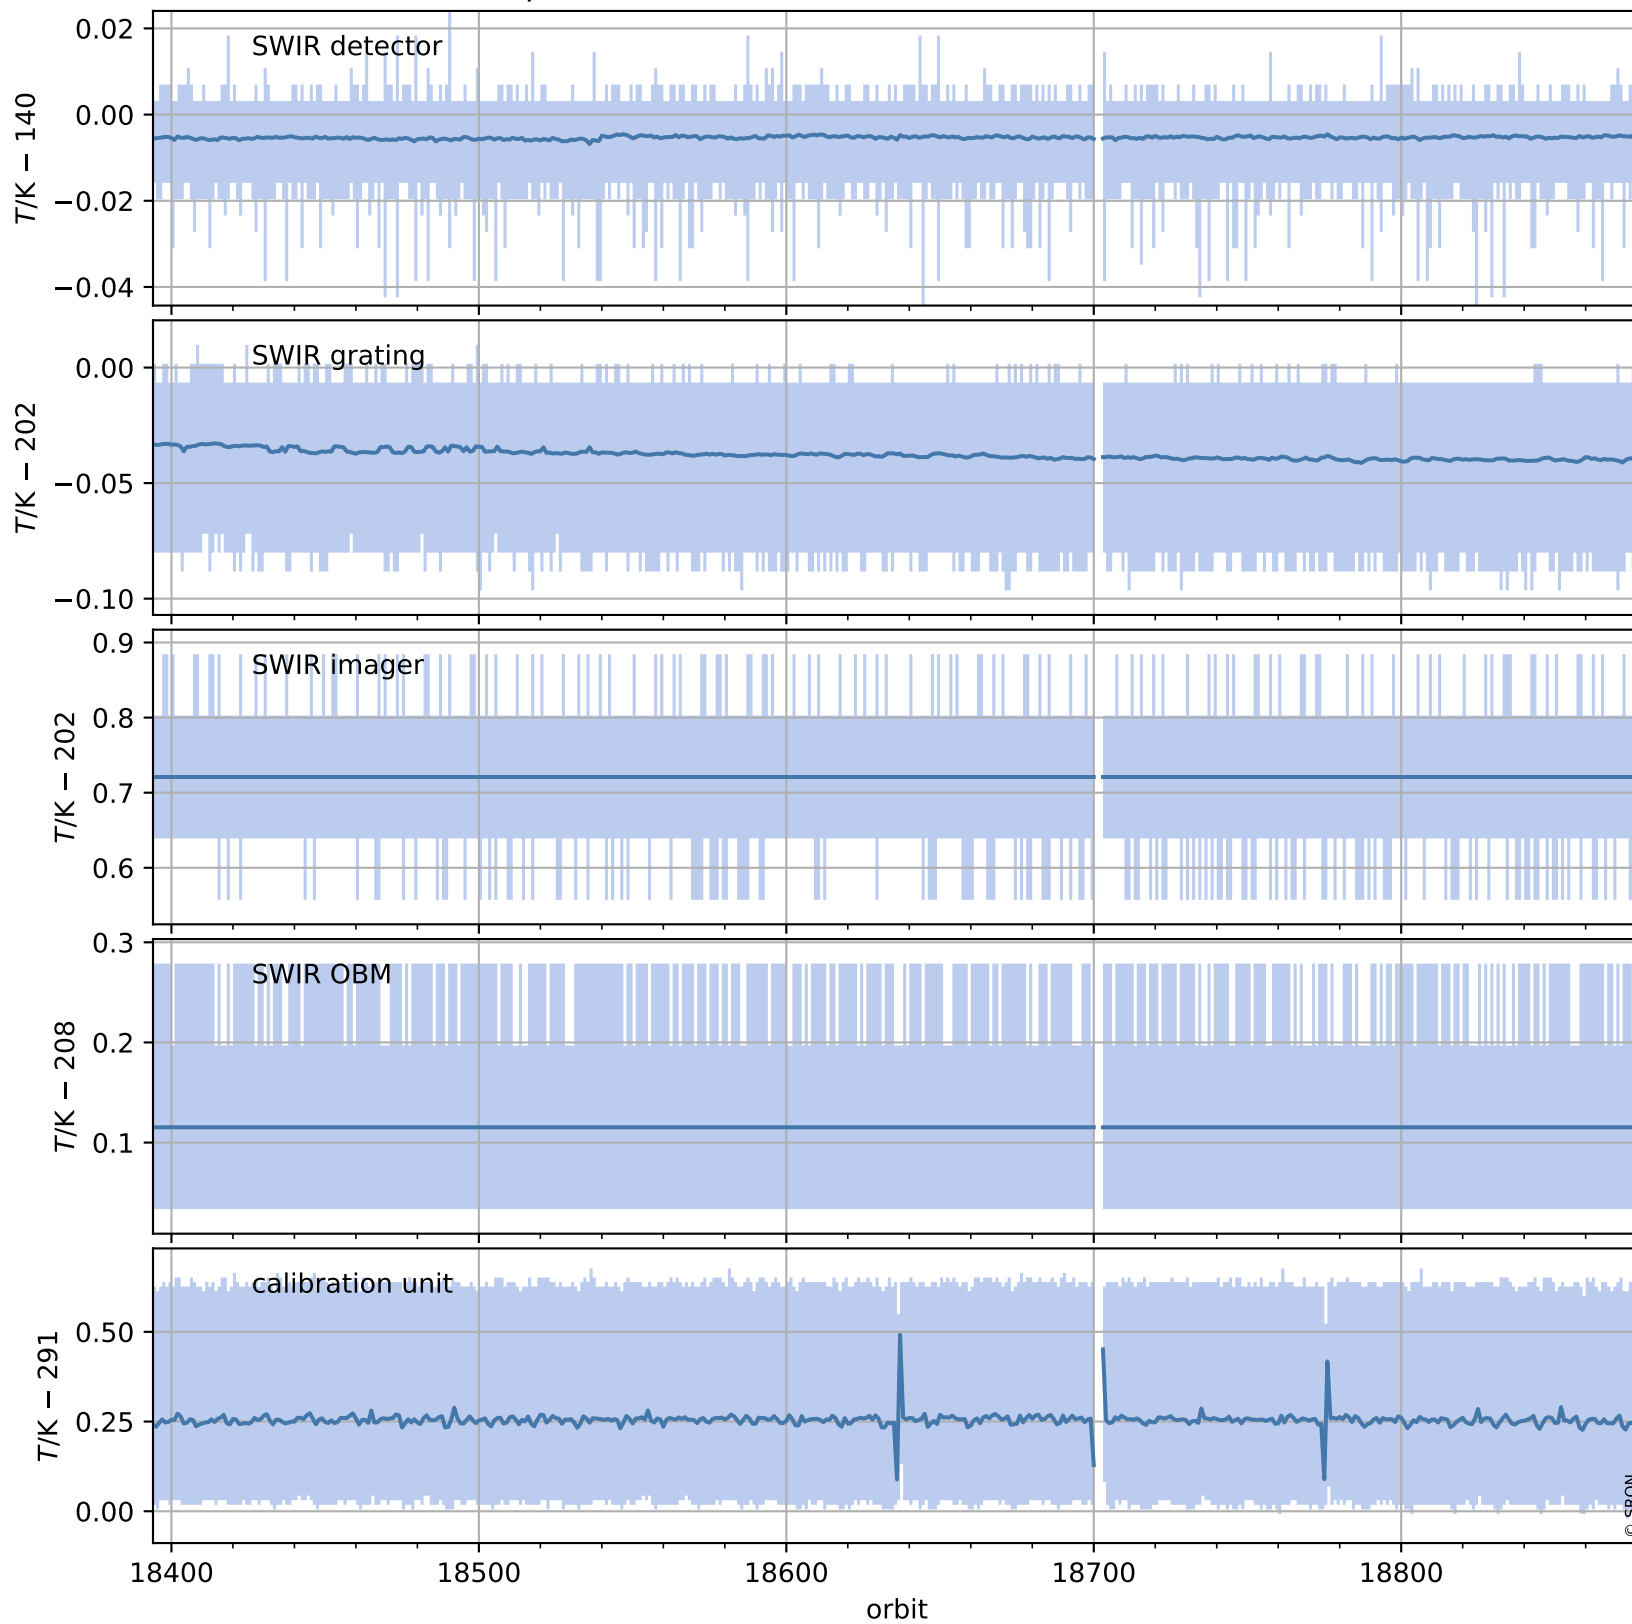 SWIR detector
0.02
0.00
−0.02
−0.04
T/K − 140
SWIR grating
0.00
−0.05
−0.10
T/K − 202
SWIR imager
0.9
0.8
0.7
0.6
T/K − 202
SWIR OBM
0.3
0.2
0.1
T/K − 208
calibration unit
0.50
0.25
0.00
T/K − 291
18400 18500 18600 18700 18800
orbit
© SRON